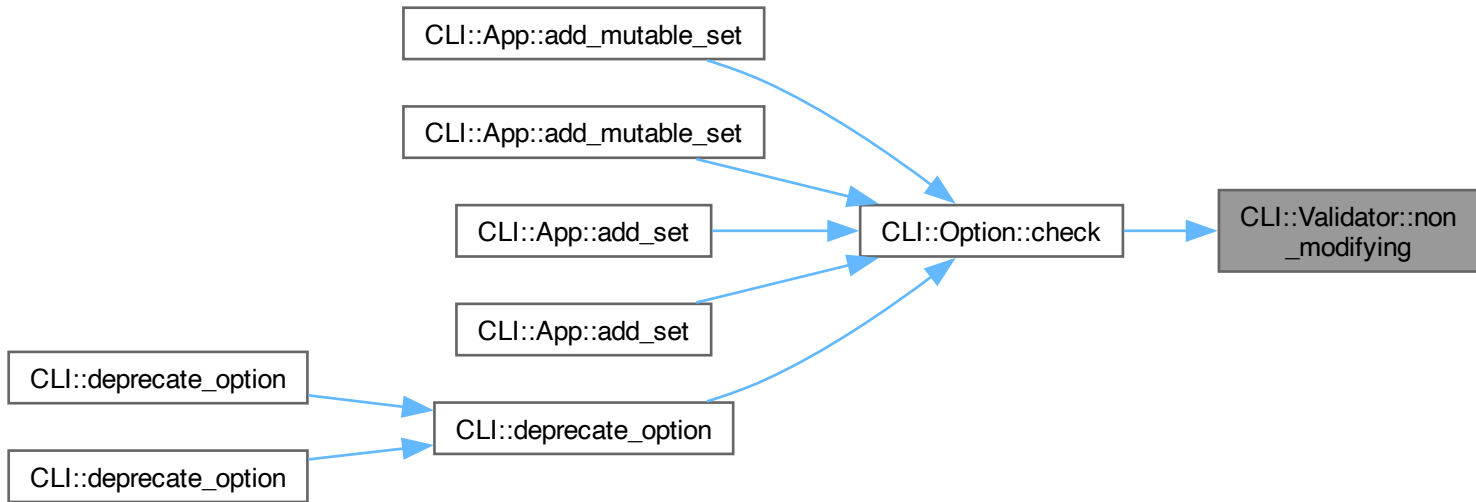 CLI::App::add_mutable_set
CLI::App::add_mutable_set
CLI::App::add_set
CLI::App::add_set
CLI::deprecate_option
CLI::deprecate_option
CLI::deprecate_option
CLI::Option::check
CLI::Validator::non
_modifying